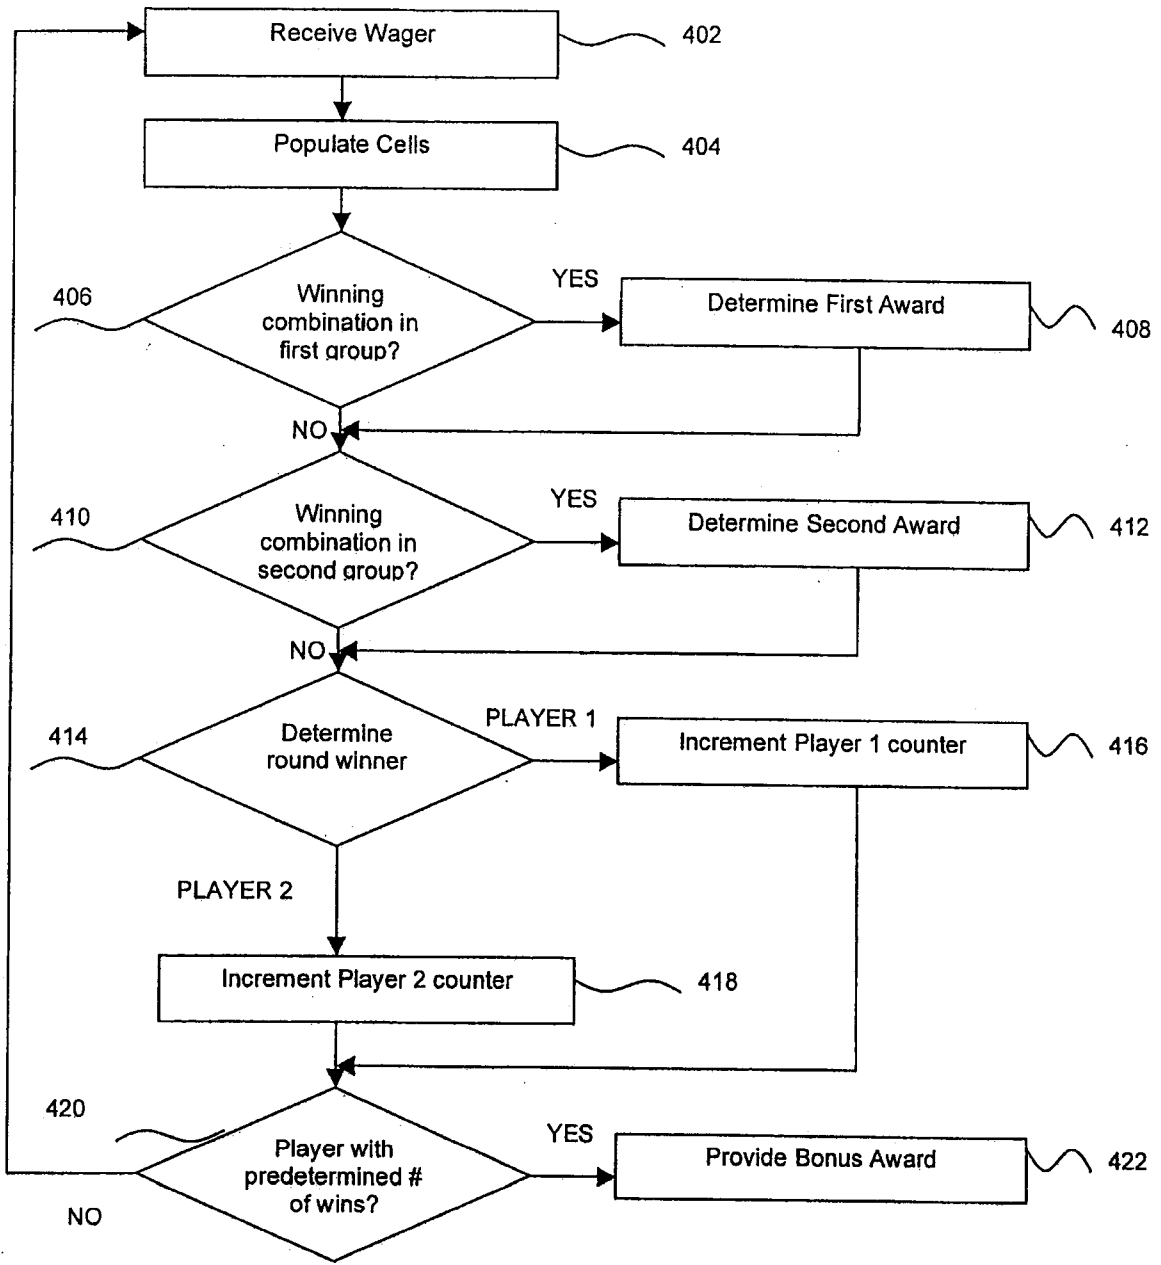 Receive Wager
402
Populate Cells
404
406
Winning
combination in
first group?
YES
Determine First Award
408
NO
410
Winning
combination in
second group?
YES
Determine Second Award
412
NO
414
Determine
round winner
PLAYER 1
Increment Player 1 counter
416
PLAYER 2
Increment Player 2 counter
418
420
Player with
predetermined #
of wins?
YES
Provide Bonus Award
422
NO